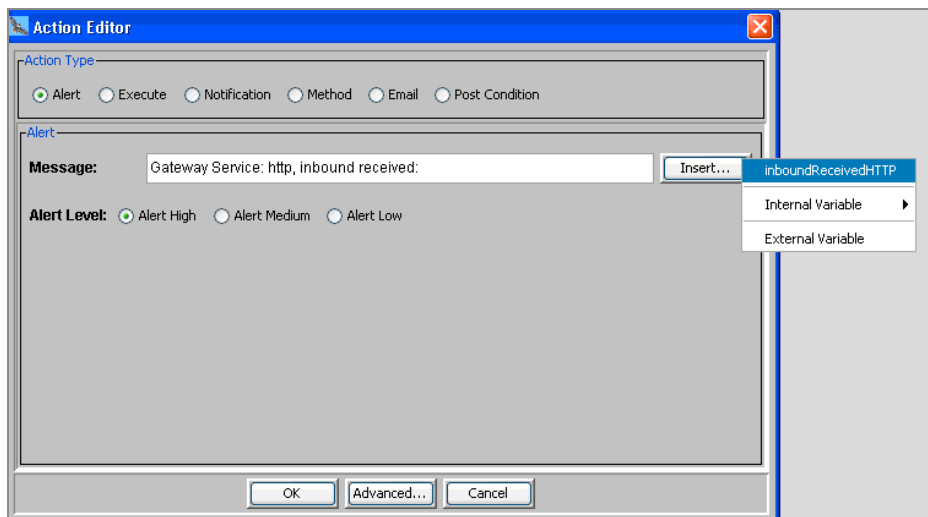 Action Editor
Action Type
Alert Execute Notification Method Email Post Condition
Alert
Message: Gateway Service: http, inbound received: Insert... inboundReceivedHTTP
Internal Variable
Alert Level: Alert High Alert Medium Alert Low
External Variable
OK Advanced... Cancel